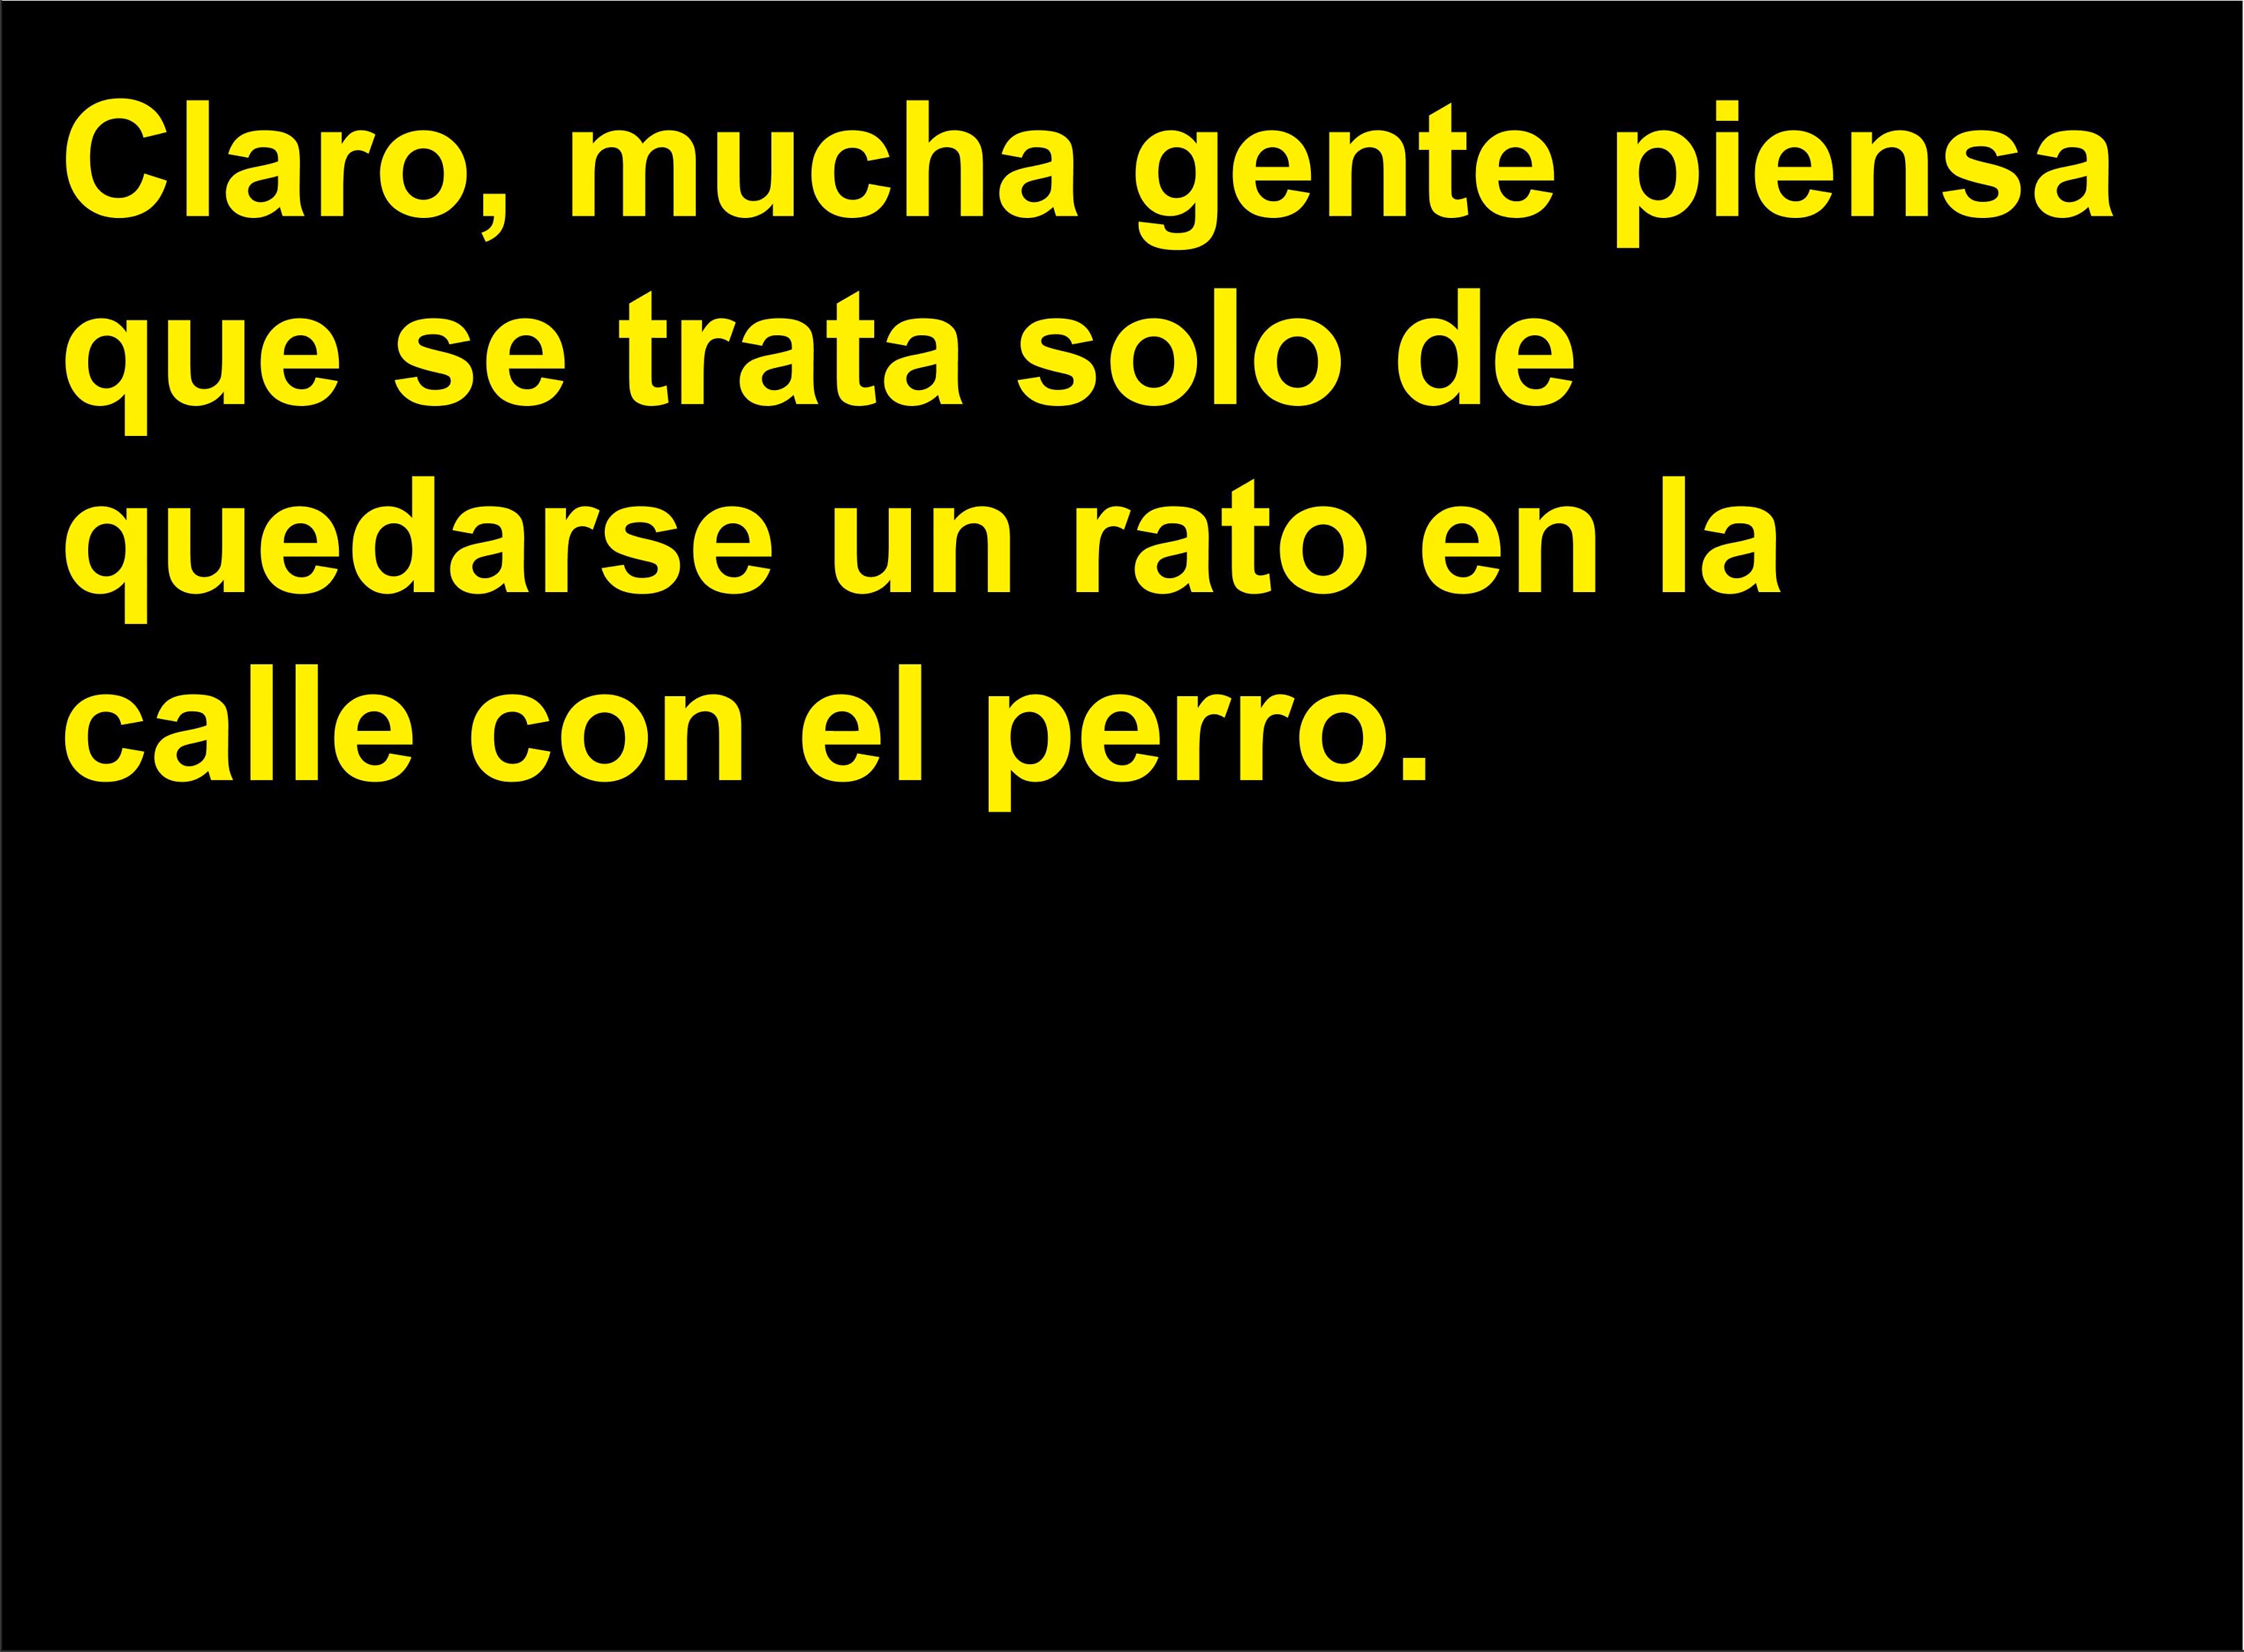 Claro, mucha gente piensa
que se trata solo de
quedarse un rato en la
calle con el perro.